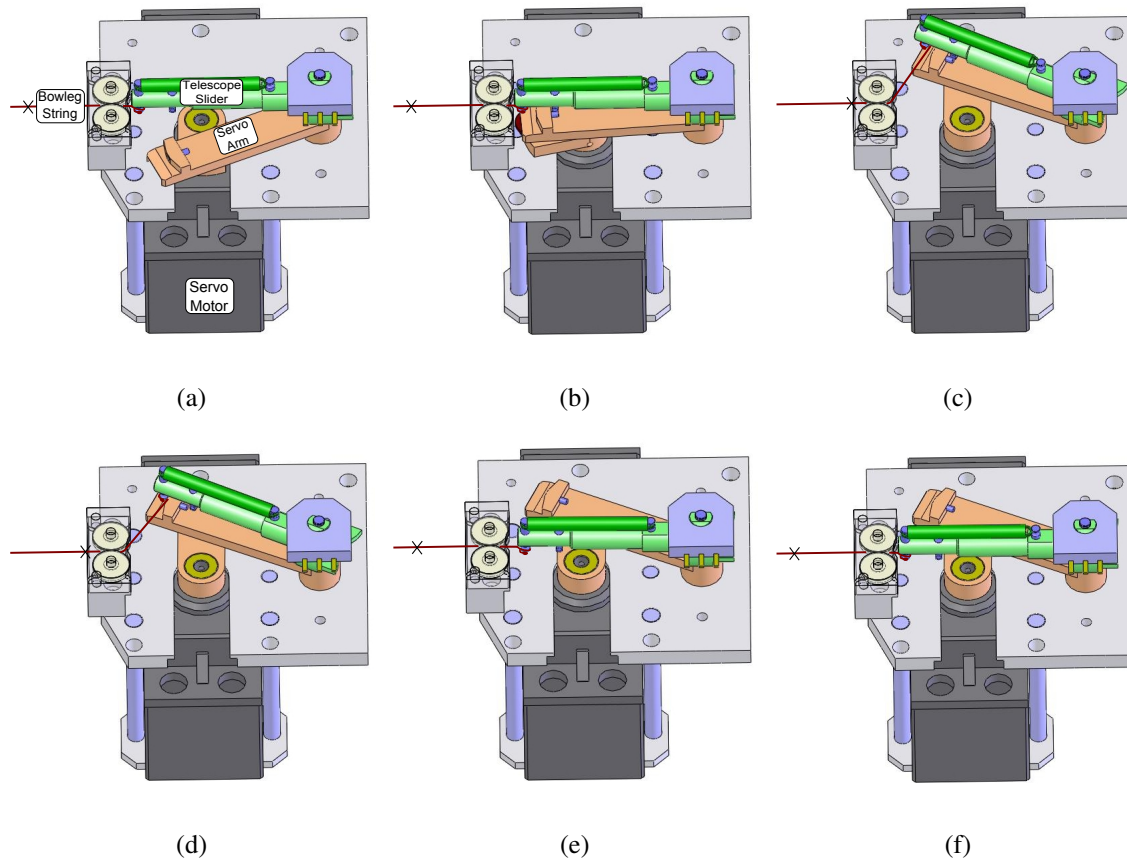 Bowleg
String
Telescope
Slider
Servo
Arm
Servo
Motor
(a)
(b)
(c)
(d)
(e)
(f)